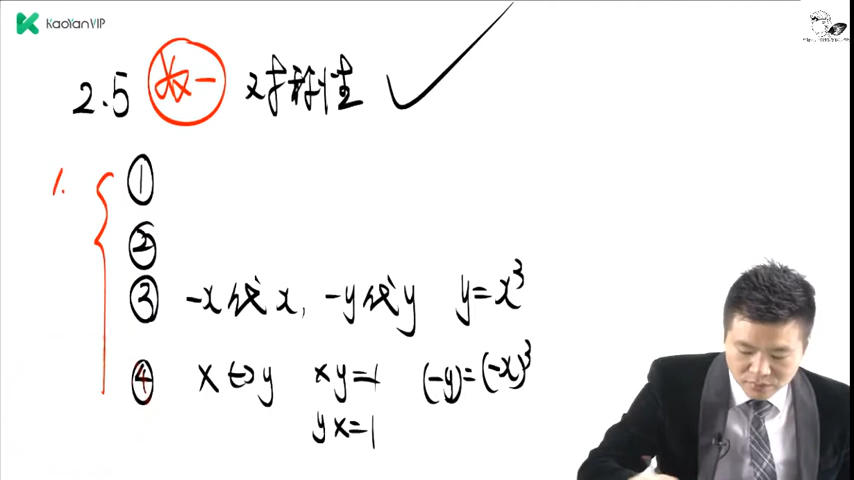 KaoYanVIP
2.5 数一 对称性 ✓
1. ①
②
③ -x代x, -y代y y=x³
④ x↔y xy=1 (-y)=(-x)³
yx=1